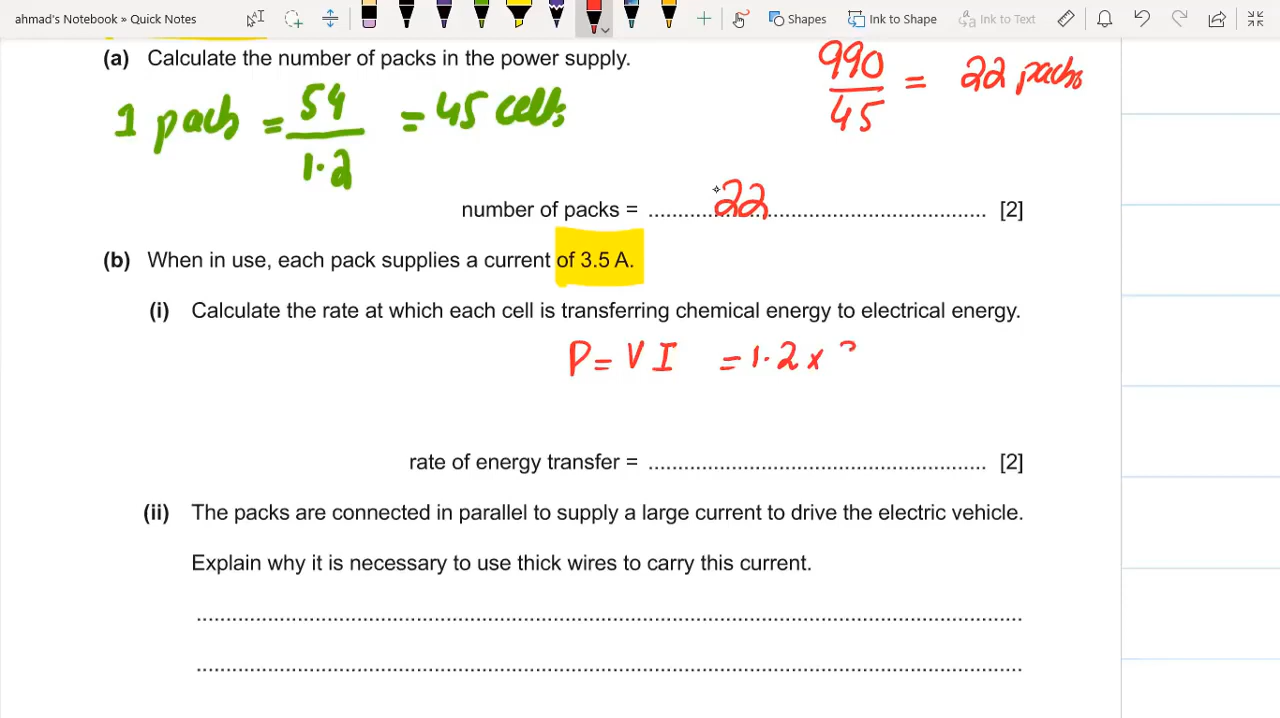 ahmad's Notebook » Quick Notes
Shapes
Ink to Shape
Ink to Text
(a) Calculate the number of packs in the power supply.
990
45
= 22 packs
1 pack = 54
1.2
= 45 cells
number of packs = ........ 22 ........ [2]
(b) When in use, each pack supplies a current of 3.5 A.
(i) Calculate the rate at which each cell is transferring chemical energy to electrical energy.
P = V I = 1.2 x
rate of energy transfer = ........ [2]
(ii) The packs are connected in parallel to supply a large current to drive the electric vehicle.
Explain why it is necessary to use thick wires to carry this current.